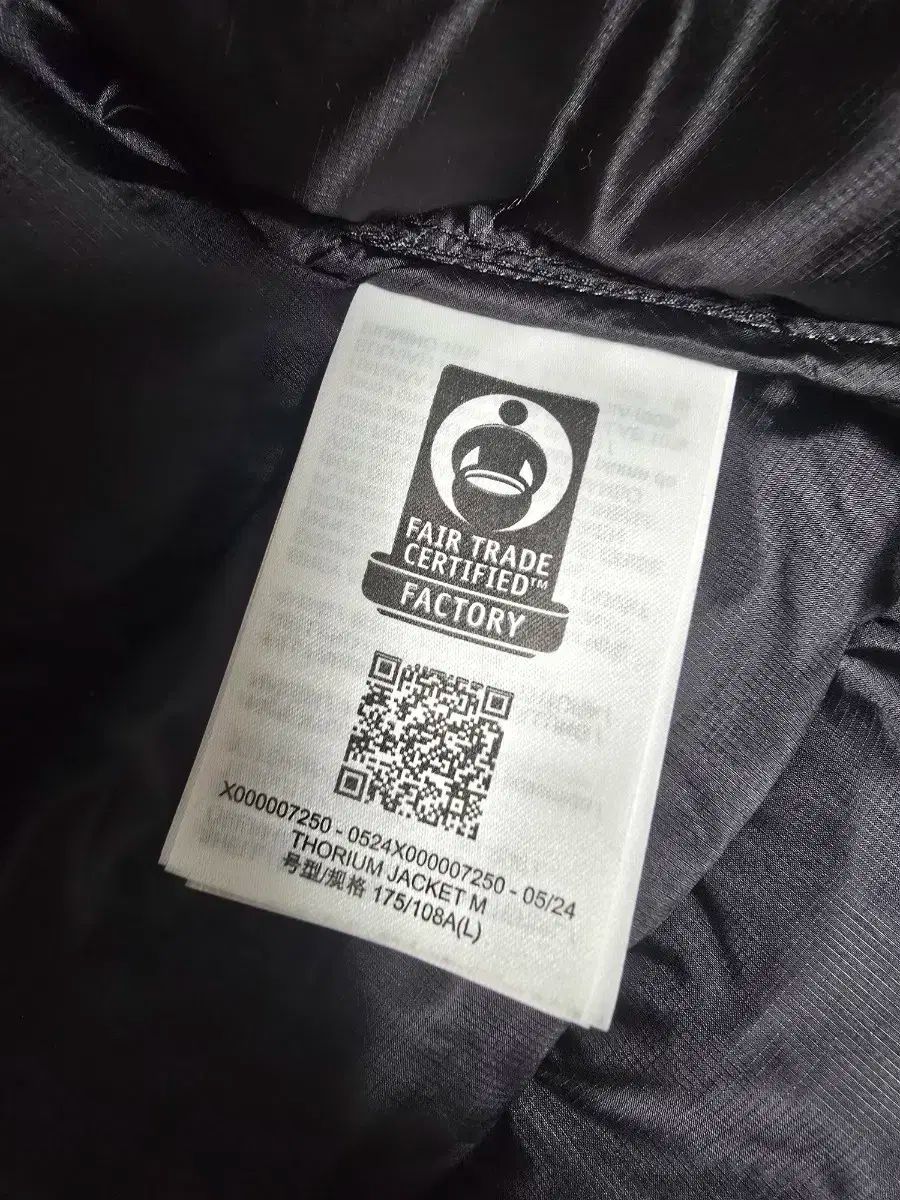 FAIR TRADE
CERTIFIED™
FACTORY
X000007250 - 0524X000007250 - 05/24
THORIUM JACKET M
号型/规格 175/108A(L)